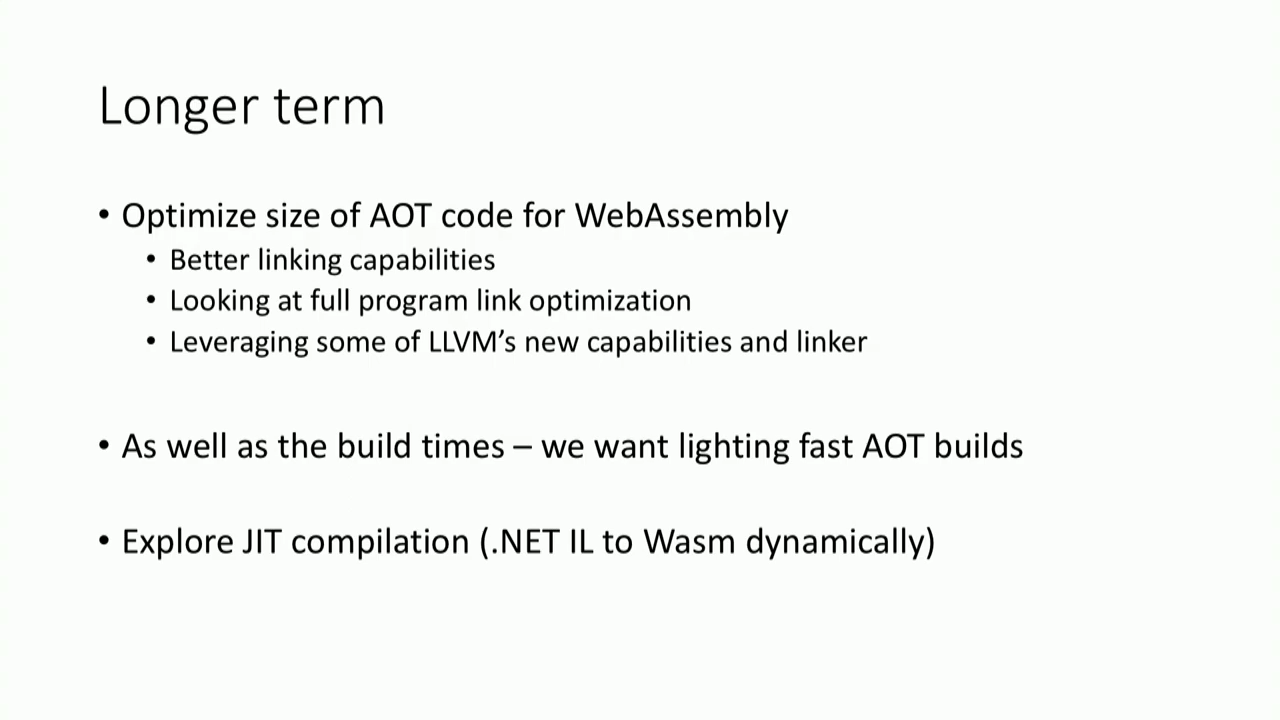 Longer term
• Optimize size of AOT code for WebAssembly
• Better linking capabilities
• Looking at full program link optimization
• Leveraging some of LLVM’s new capabilities and linker
• As well as the build times – we want lighting fast AOT builds
• Explore JIT compilation (.NET IL to Wasm dynamically)